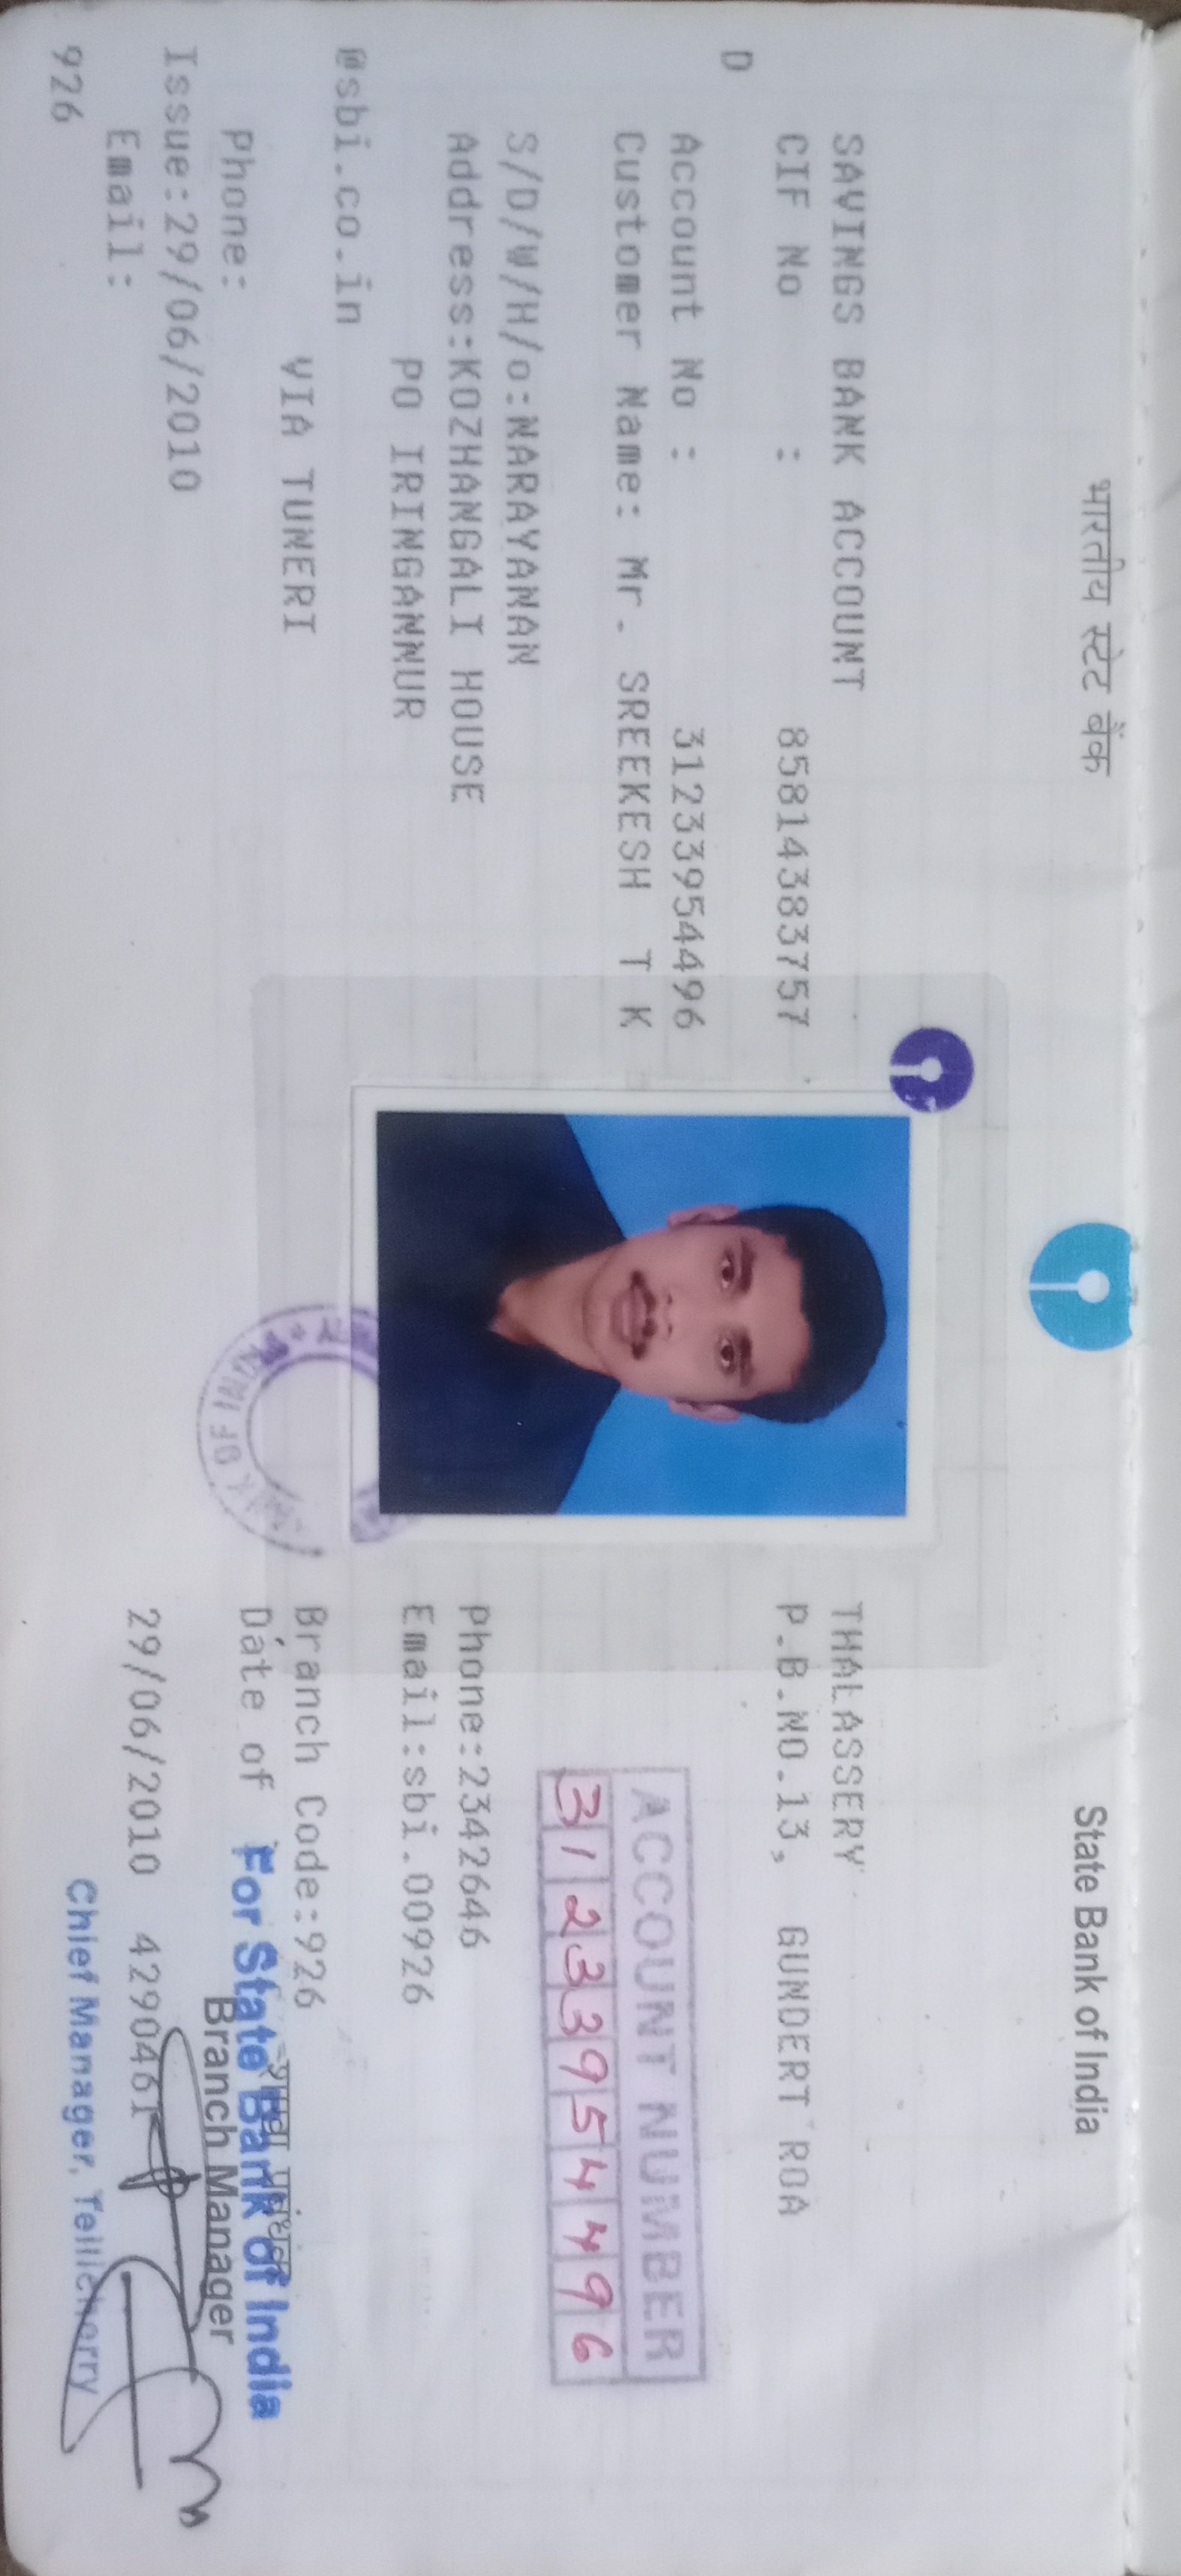 भारतीय स्टेट बैंक
State Bank of India
SAVINGS BANK ACCOUNT
THALASSERY
CIF No : 85814383757
P.B.NO.13, GUNDERT ROA
D
Account No : 31233954496
Customer Name: Mr. SREEKESH T K
ACCOUNT NUMBER
31233954496
S/D/W/H/o:NARAYANAN
Address:KOZHANGALI HOUSE
Phone:2342646
PO IRINGANNUR
Email:sbi.00926
@sbi.co.in
VIA TUNERI
Branch Code:926
Phone:
Date of
शाखा प्रबंधक
For State Bank of India
Branch Manager
Issue:29/06/2010
29/06/2010 4290461
Email:
Chief Manager, Tellicherry
926